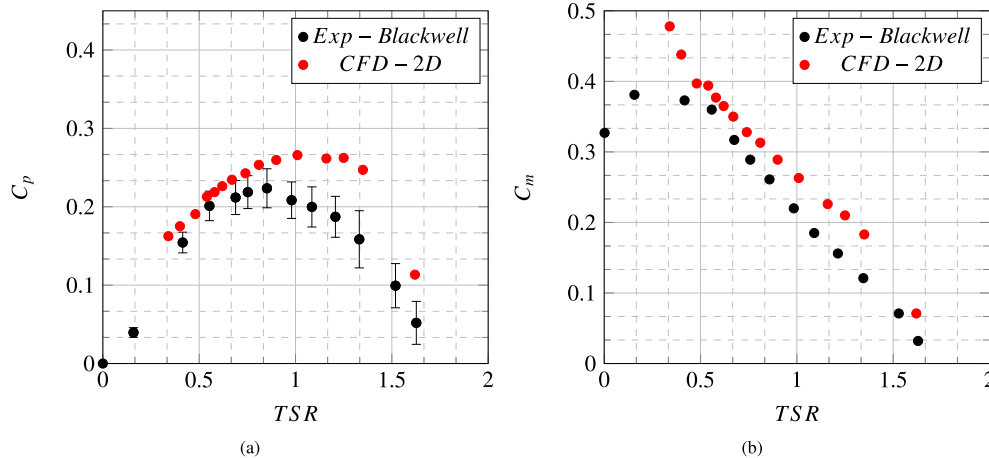 Exp − Blackwell
CFD − 2D
0.4
0.3
0.2
0.1
0
C_p
0 0.5 1 1.5 2
TSR
(a)
Exp − Blackwell
CFD − 2D
0.5
0.4
0.3
0.2
0.1
0
C_m
0 0.5 1 1.5 2
TSR
(b)